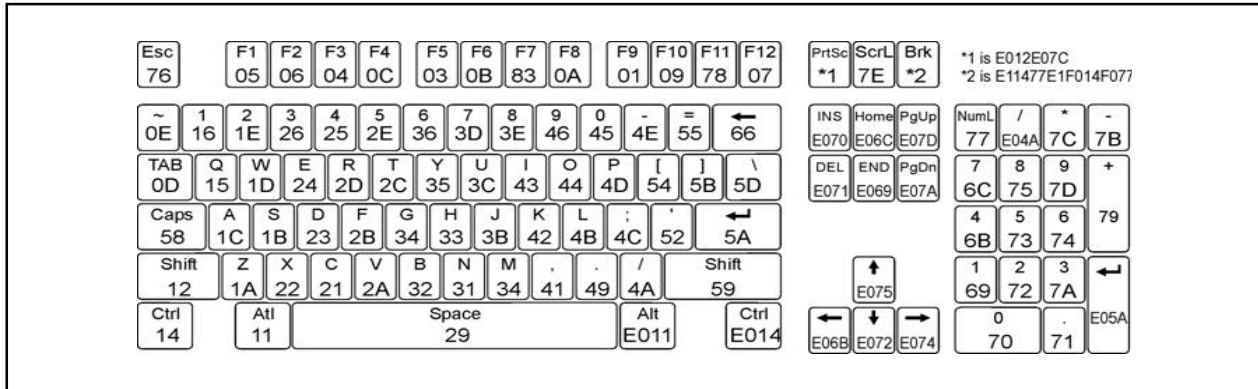 Esc F1 F2 F3 F4 F5 F6 F7 F8 F9 F10 F11 F12 PrtSc ScrL Brk
76 05 06 04 0C 03 0B 83 0A 01 09 78 07 *1 7E *2
*1 is E012E07C
*2 is E11477E1F014F077
~ 1 2 3 4 5 6 7 8 9 0 - = ← INS Home PgUp NumL / * -
0E 16 1E 26 25 2E 36 3D 3E 46 45 4E 55 66 E070 E06C E07D 77 E04A 7C 7B
TAB Q W E R T Y U I O P [ ] \ DEL END PgDn 7 8 9 +
0D 15 1D 24 2D 2C 35 3C 43 44 4D 54 5B 5D E071 E069 E07A 6C 75 7D 79
Caps A S D F G H J K L ; ' ↵ 4 5 6
58 1C 1B 23 2B 34 33 3B 42 4B 4C 52 5A 6B 73 74
Shift Z X C V B N M , . / Shift ↑ 1 2 3 ↵
12 1A 22 21 2A 32 31 34 41 49 4A 59 E075 69 72 7A E05A
Ctrl Atl Space Alt Ctrl ← ↓ → 0 .
14 11 29 E011 E014 E06B E072 E074 70 71